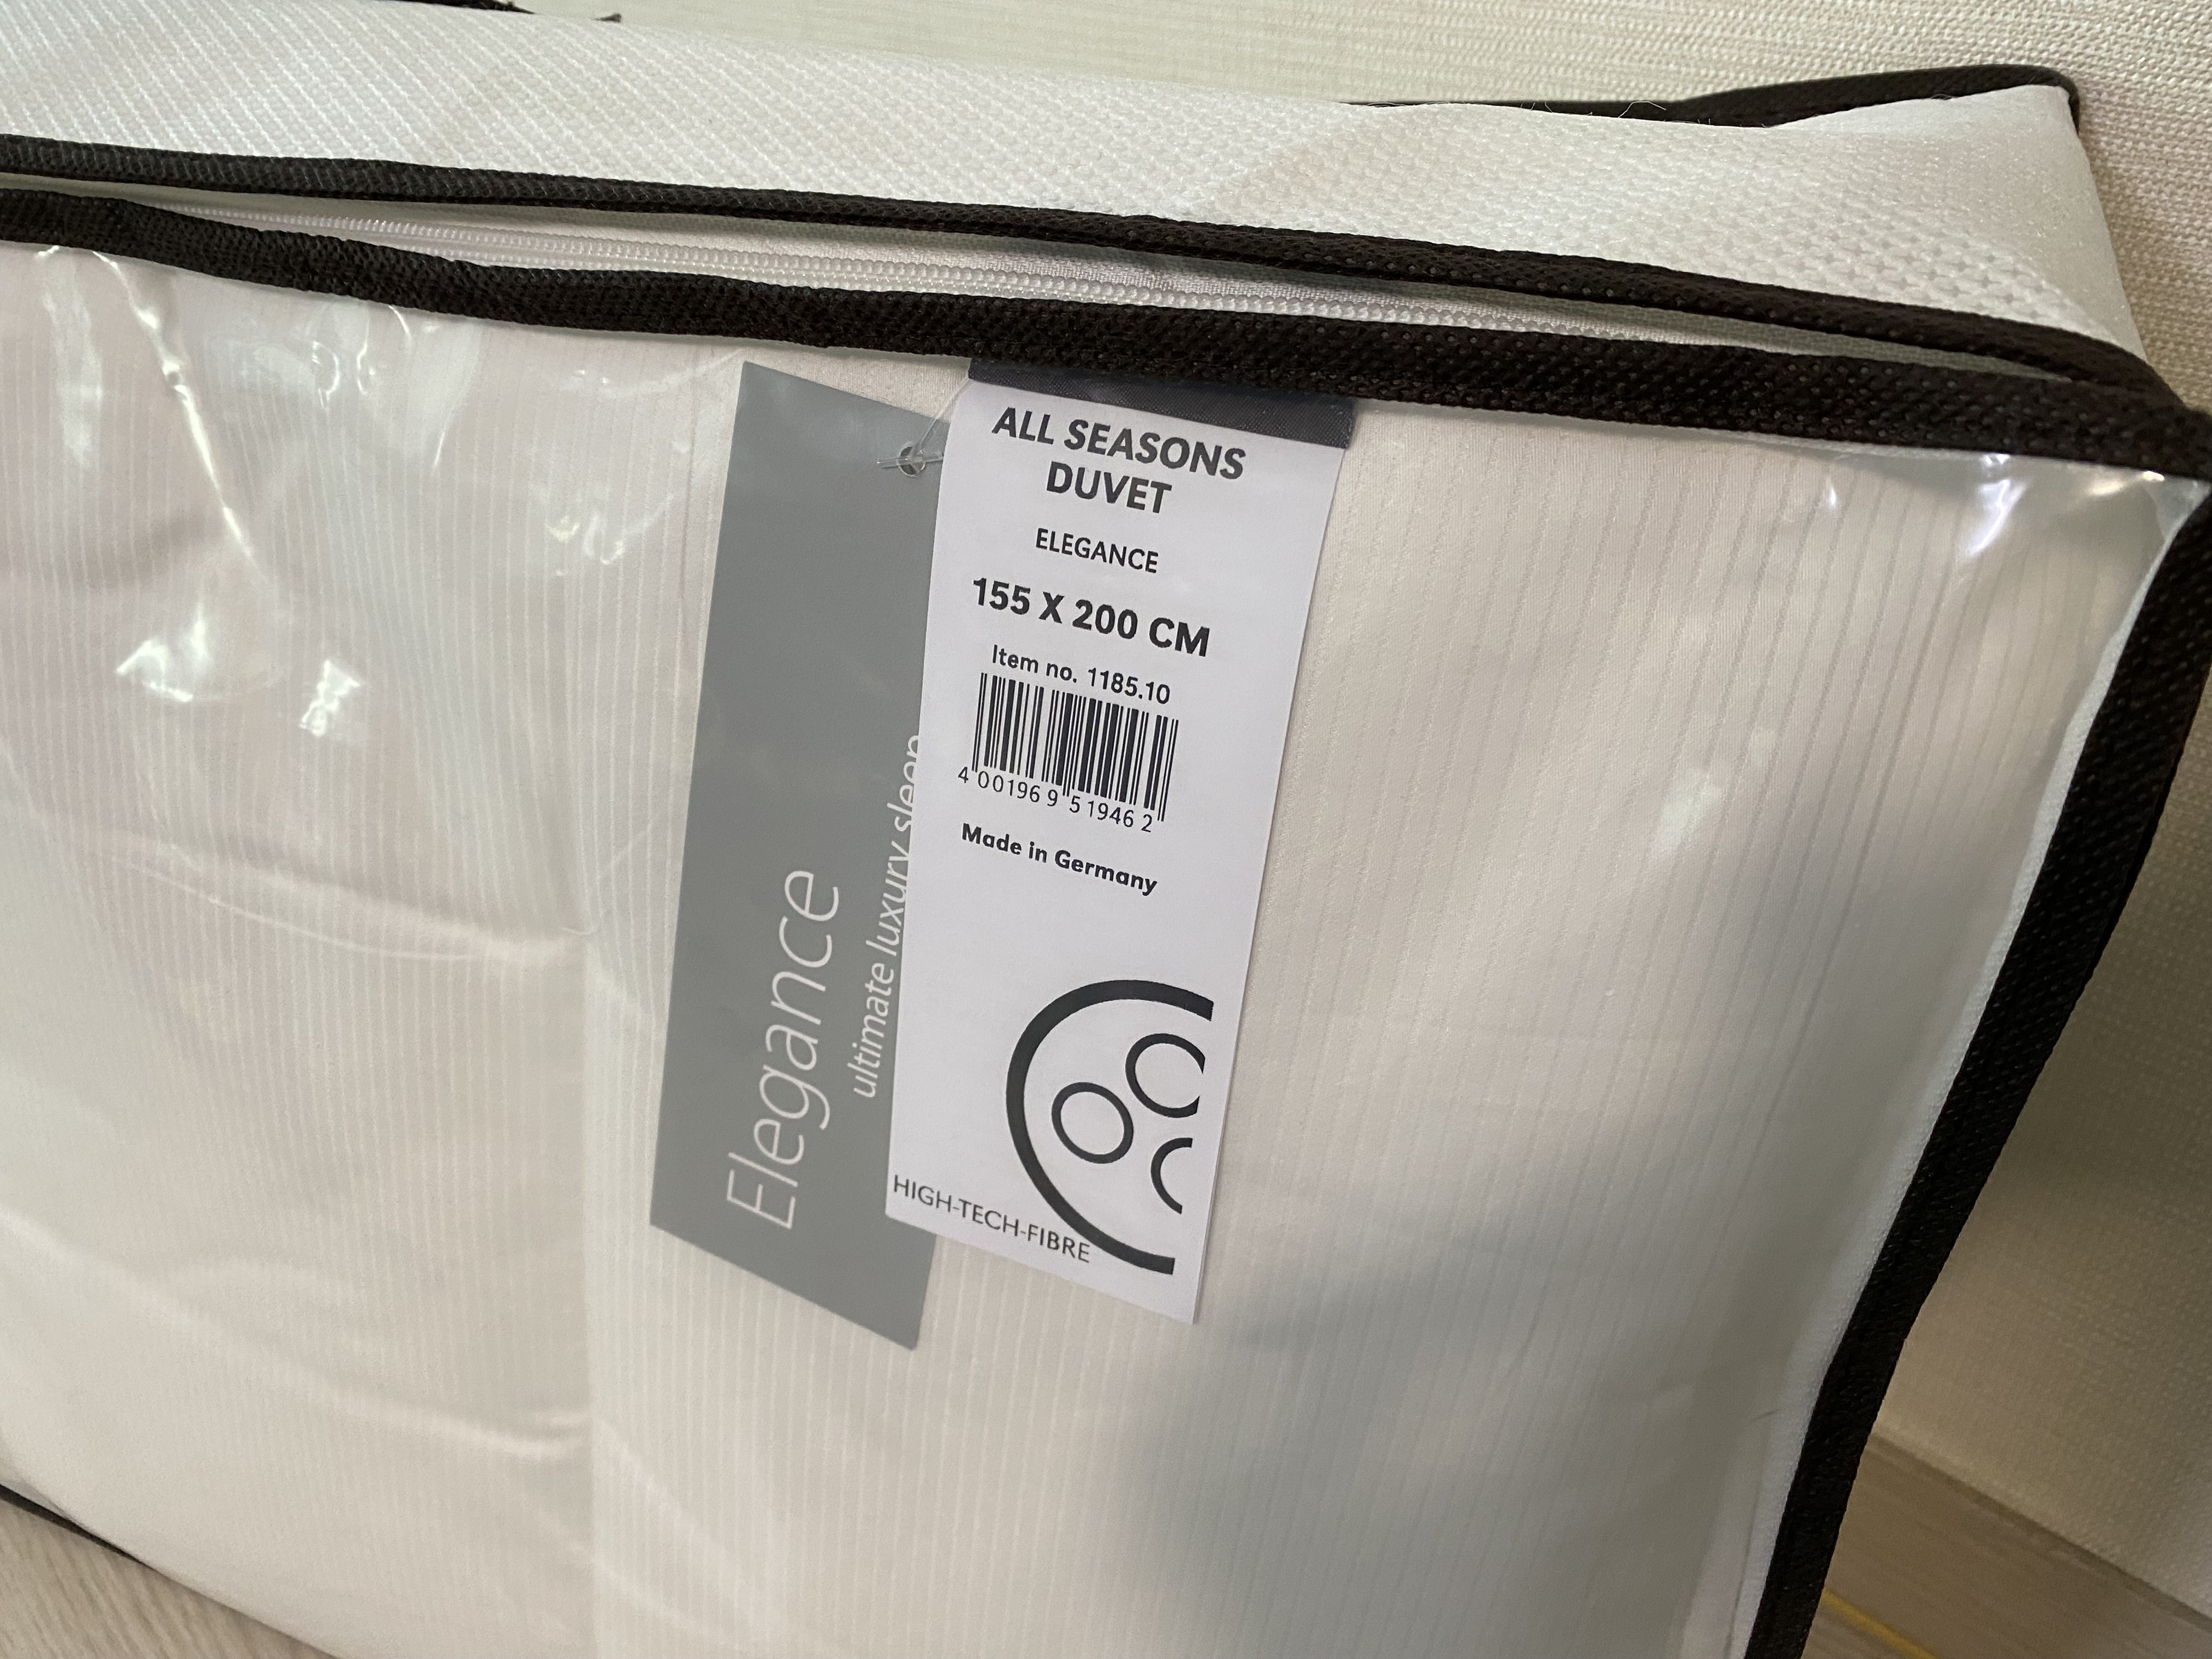 ALL SEASONS
DUVET
ELEGANCE
155 X 200 CM
Item no. 1185.10
4 001969 519462
Made in Germany
HIGH-TECH-FIBRE
Elegance
ultimate luxury sleep